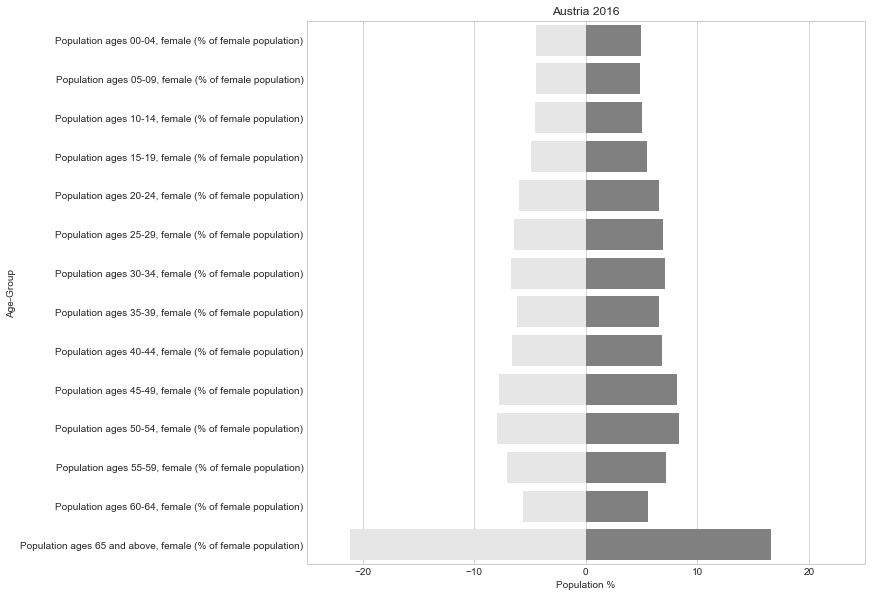 Austria 2016
Population ages 00-04, female (% of female population)
Population ages 05-09, female (% of female population)
Population ages 10-14, female (% of female population)
Population ages 15-19, female (% of female population)
Population ages 20-24, female (% of female population)
Population ages 25-29, female (% of female population)
Population ages 30-34, female (% of female population)
Population ages 35-39, female (% of female population)
Population ages 40-44, female (% of female population)
Population ages 45-49, female (% of female population)
Population ages 50-54, female (% of female population)
Population ages 55-59, female (% of female population)
Population ages 60-64, female (% of female population)
Population ages 65 and above, female (% of female population)
Age-Group
−20 −10 0 10 20
Population %